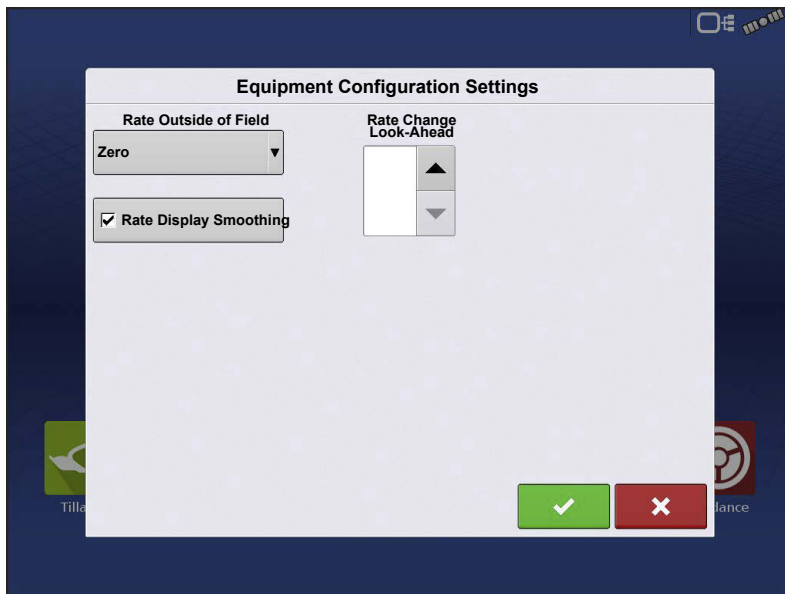 Equipment Configuration Settings
Rate Outside of Field
Zero
Rate Display Smoothing
Rate Change
Look-Ahead
Tilla
dance